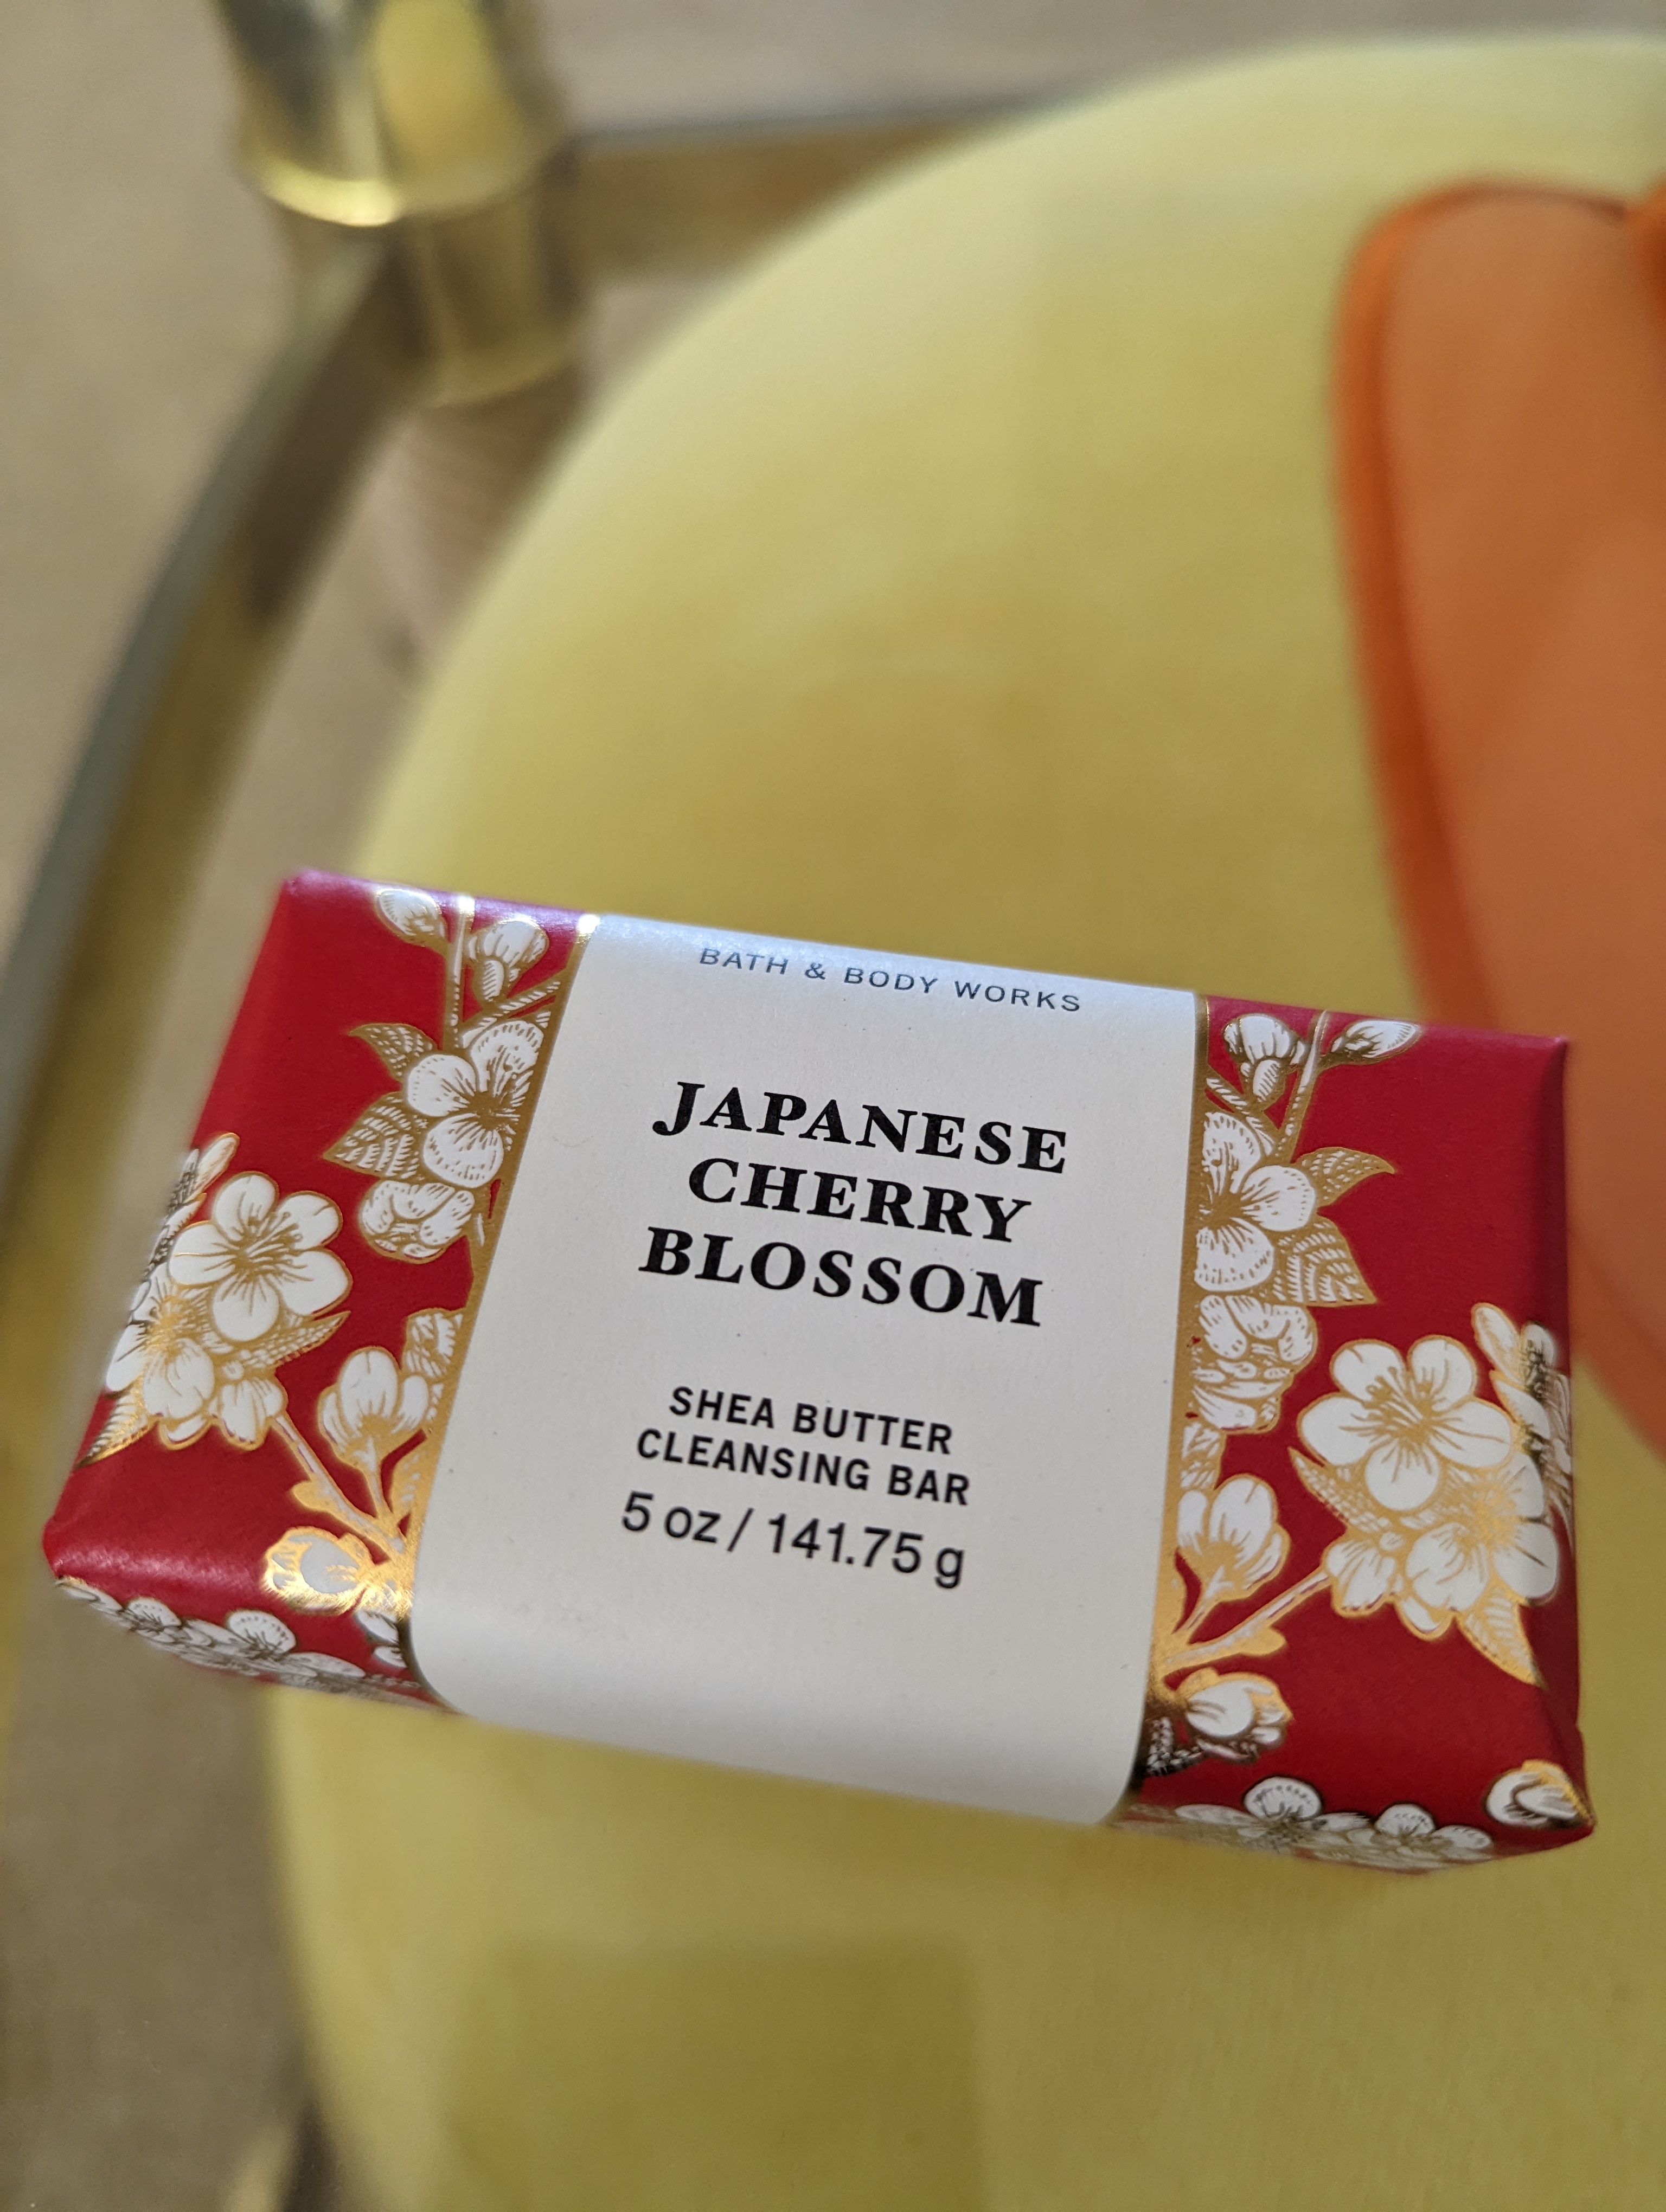 BATH & BODY WORKS
JAPANESE
CHERRY
BLOSSOM
SHEA BUTTER
CLEANSING BAR
5 oz / 141.75 g